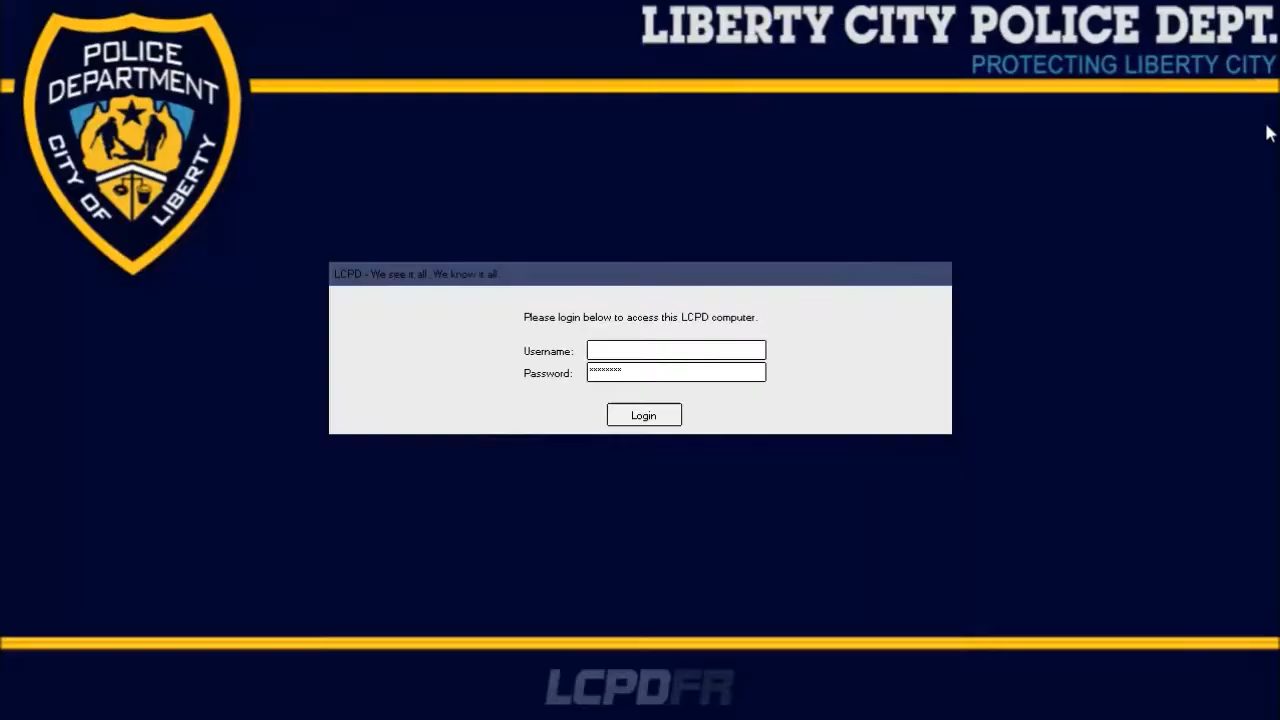 LIBERTY CITY POLICE DEPT.
PROTECTING LIBERTY CITY
POLICE
DEPARTMENT
CITY OF LIBERTY
LCPD - We see it all. We know it all.
Please login below to access this LCPD computer.
Username:
Password: ********
Login
LCPDFR